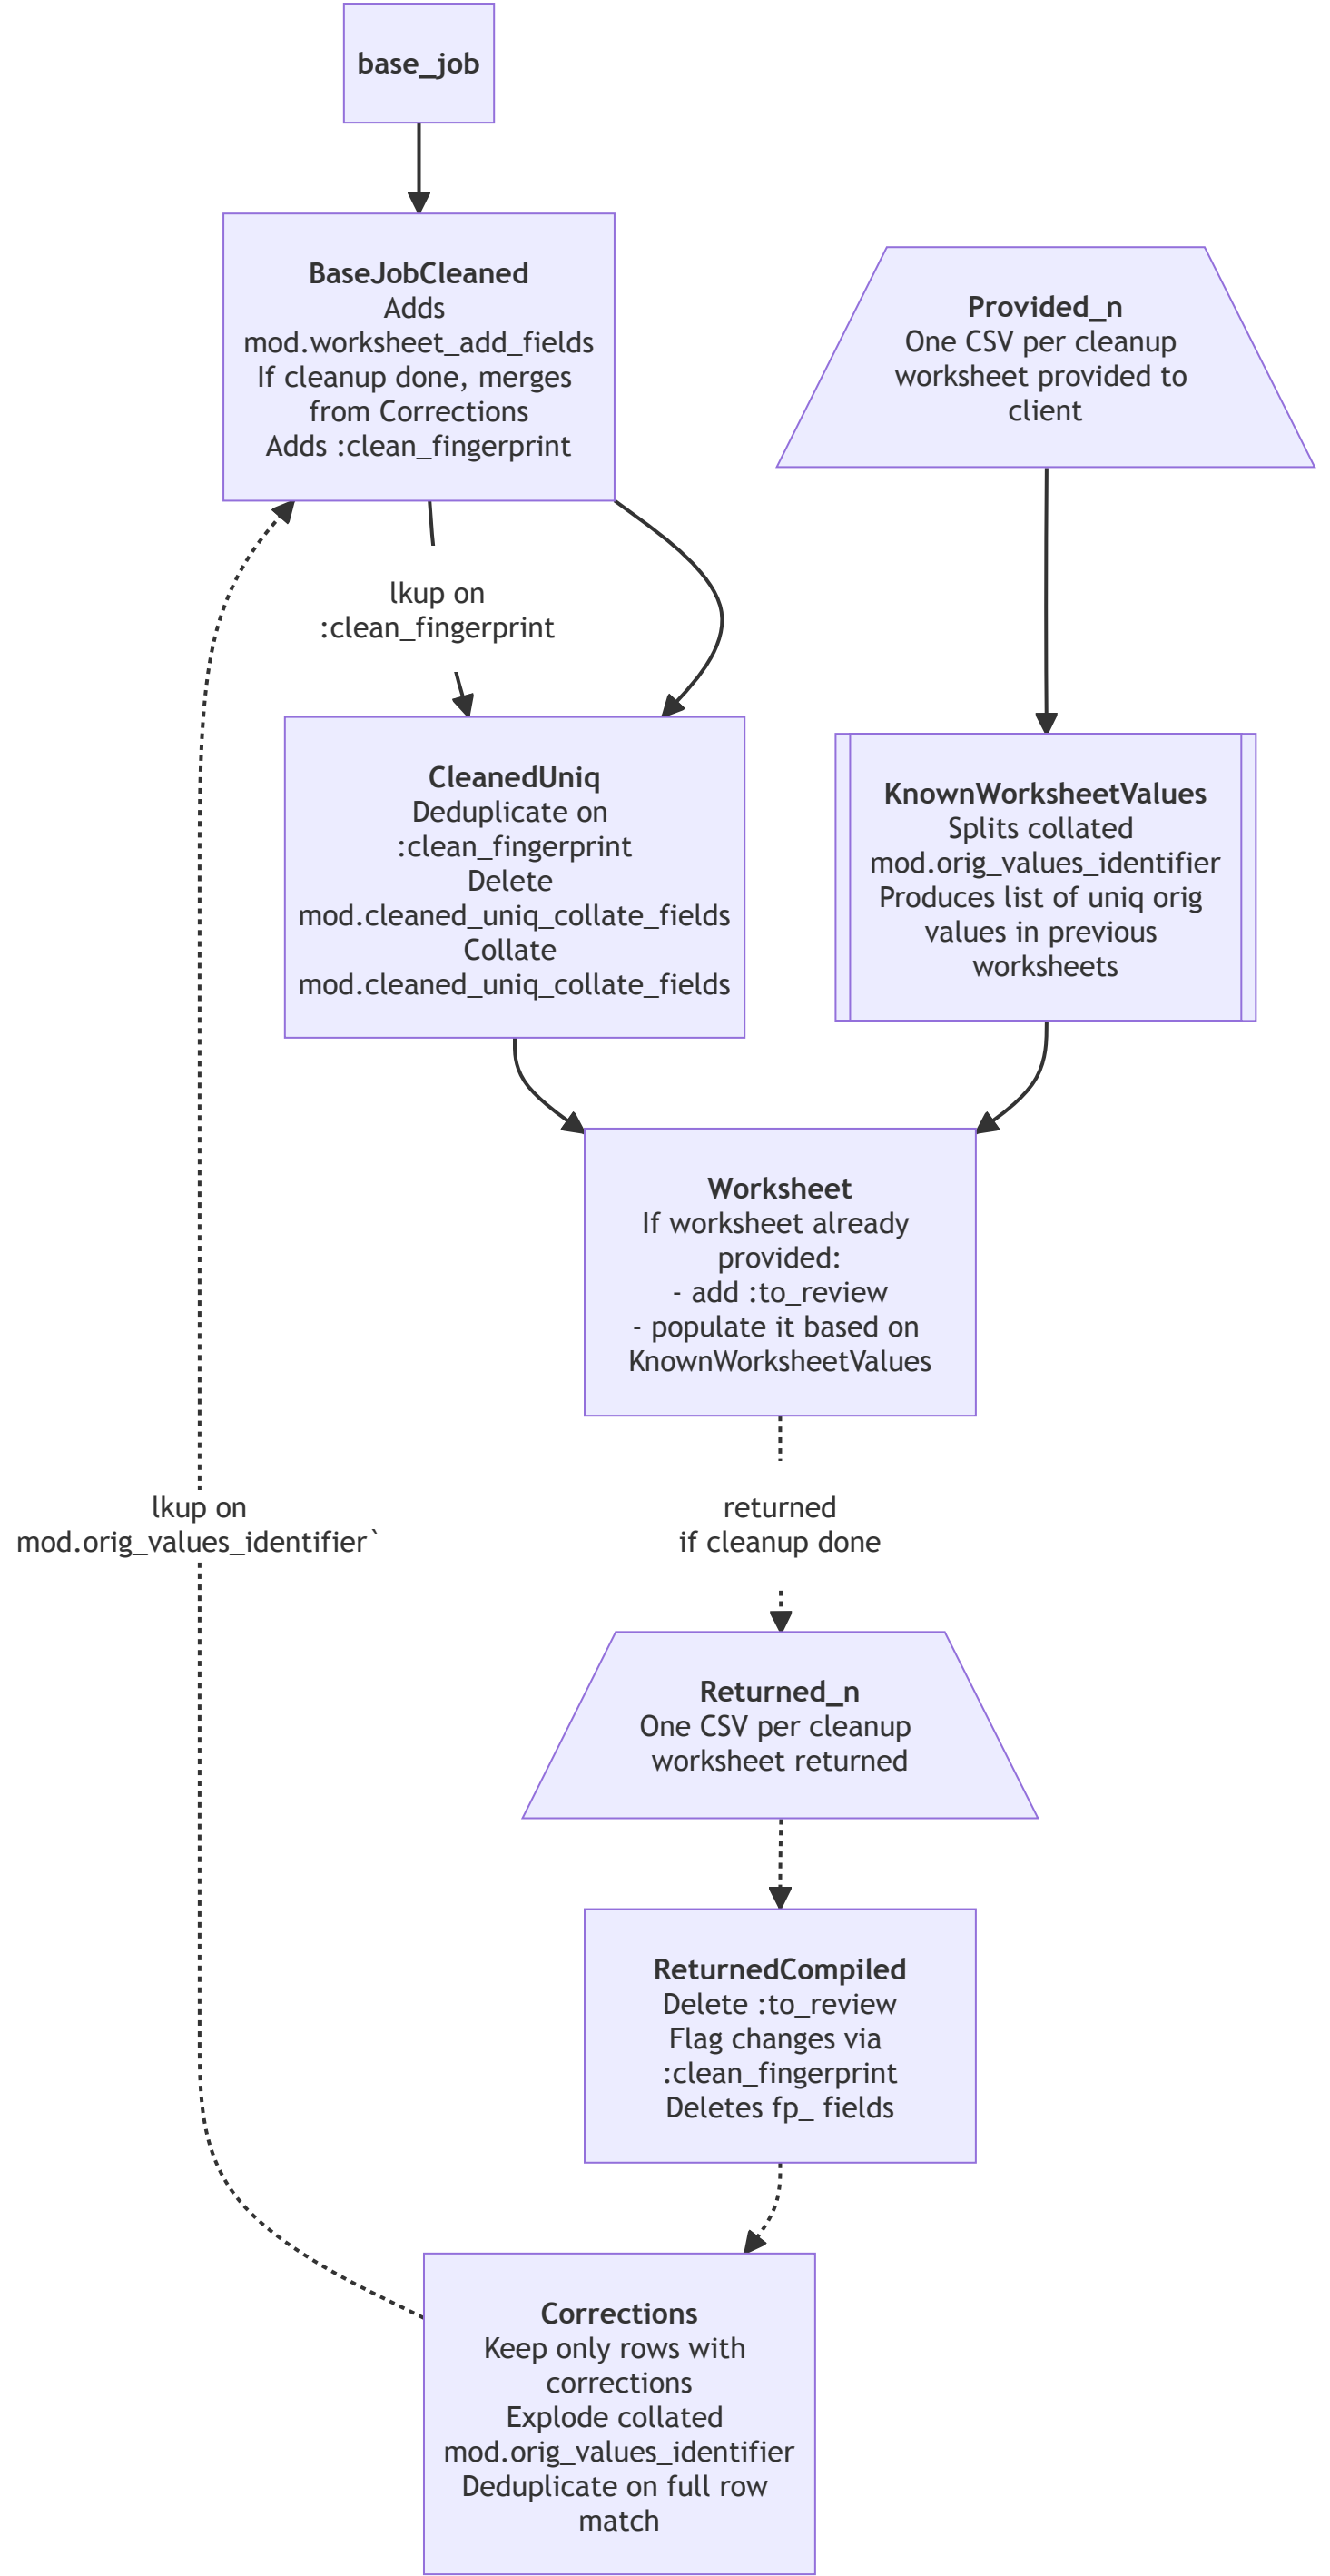 base_job
BaseJobCleaned
Adds
mod.worksheet_add_fields
If cleanup done, merges
from Corrections
Adds :clean_fingerprint
Provided_n
One CSV per cleanup
worksheet provided to
client
lkup on
:clean_fingerprint
CleanedUniq
Deduplicate on
:clean_fingerprint
Delete
mod.cleaned_uniq_collate_fields
Collate
mod.cleaned_uniq_collate_fields
KnownWorksheetValues
Splits collated
mod.orig_values_identifier
Produces list of uniq orig
values in previous
worksheets
Worksheet
If worksheet already
provided:
- add :to_review
- populate it based on
KnownWorksheetValues
lkup on
mod.orig_values_identifier`
returned
if cleanup done
Returned_n
One CSV per cleanup
worksheet returned
ReturnedCompiled
Delete :to_review
Flag changes via
:clean_fingerprint
Deletes fp_ fields
Corrections
Keep only rows with
corrections
Explode collated
mod.orig_values_identifier
Deduplicate on full row
match